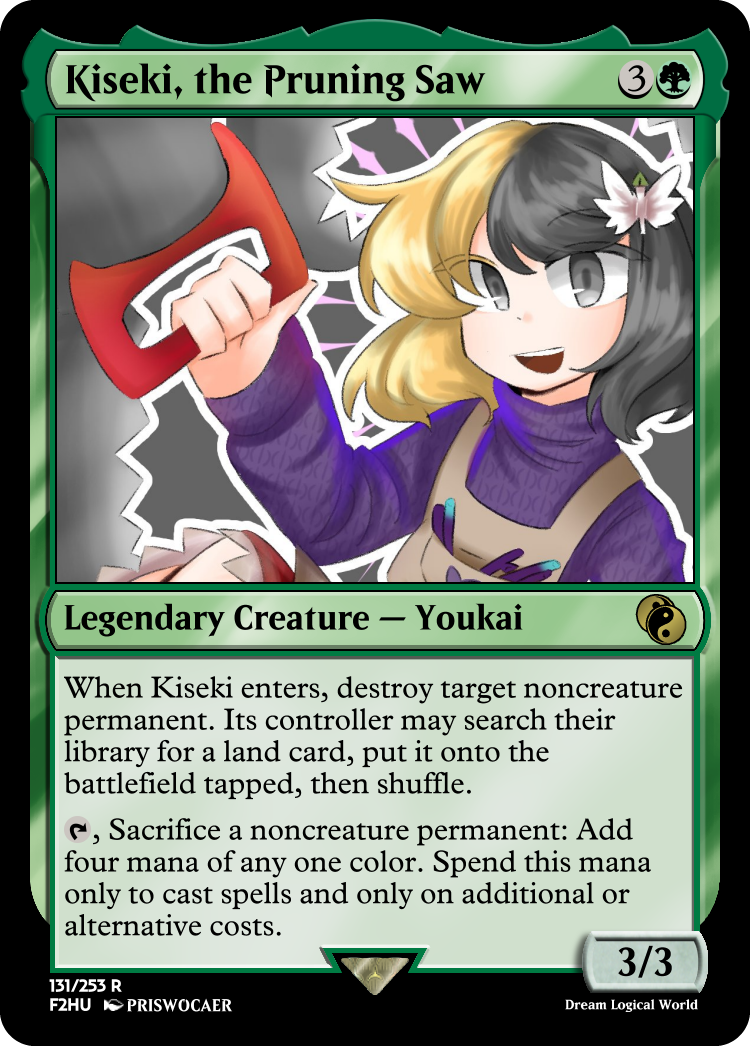 Kiseki, the Pruning Saw 3
Legendary Creature — Youkai
When Kiseki enters, destroy target noncreature
permanent. Its controller may search their
library for a land card, put it onto the
battlefield tapped, then shuffle.
, Sacrifice a noncreature permanent: Add
four mana of any one color. Spend this mana
only to cast spells and only on additional or
alternative costs.
3/3
131/253 R
F2HU PRISWOCAER
Dream Logical World